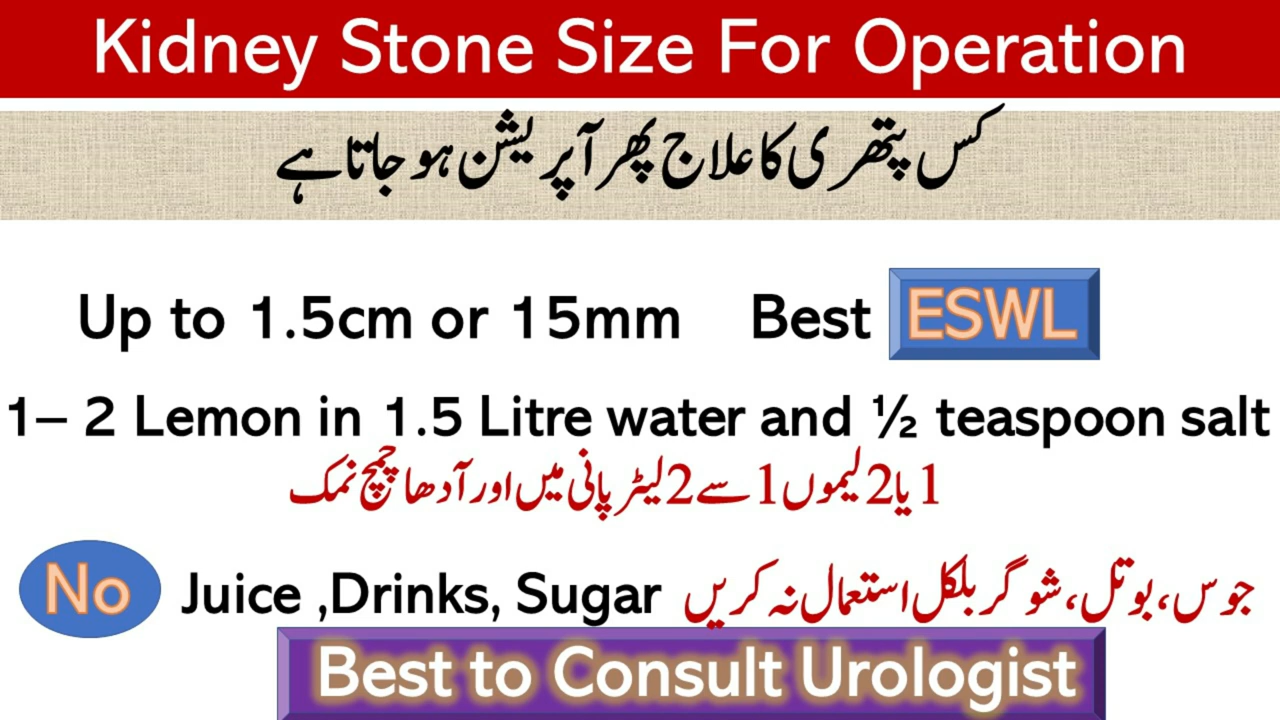 Kidney Stone Size For Operation
کس پتھری کا علاج پھر آپریشن ہو جاتا ہے
Up to 1.5cm or 15mm Best ESWL
1– 2 Lemon in 1.5 Litre water and ½ teaspoon salt
1 یا 2 لیموں 1 سے 2 لیٹر پانی میں اور آدھا چمچ نمک
No Juice ,Drinks, Sugar جوس، بوتل، شوگر بلکل استعمال نہ کریں
Best to Consult Urologist